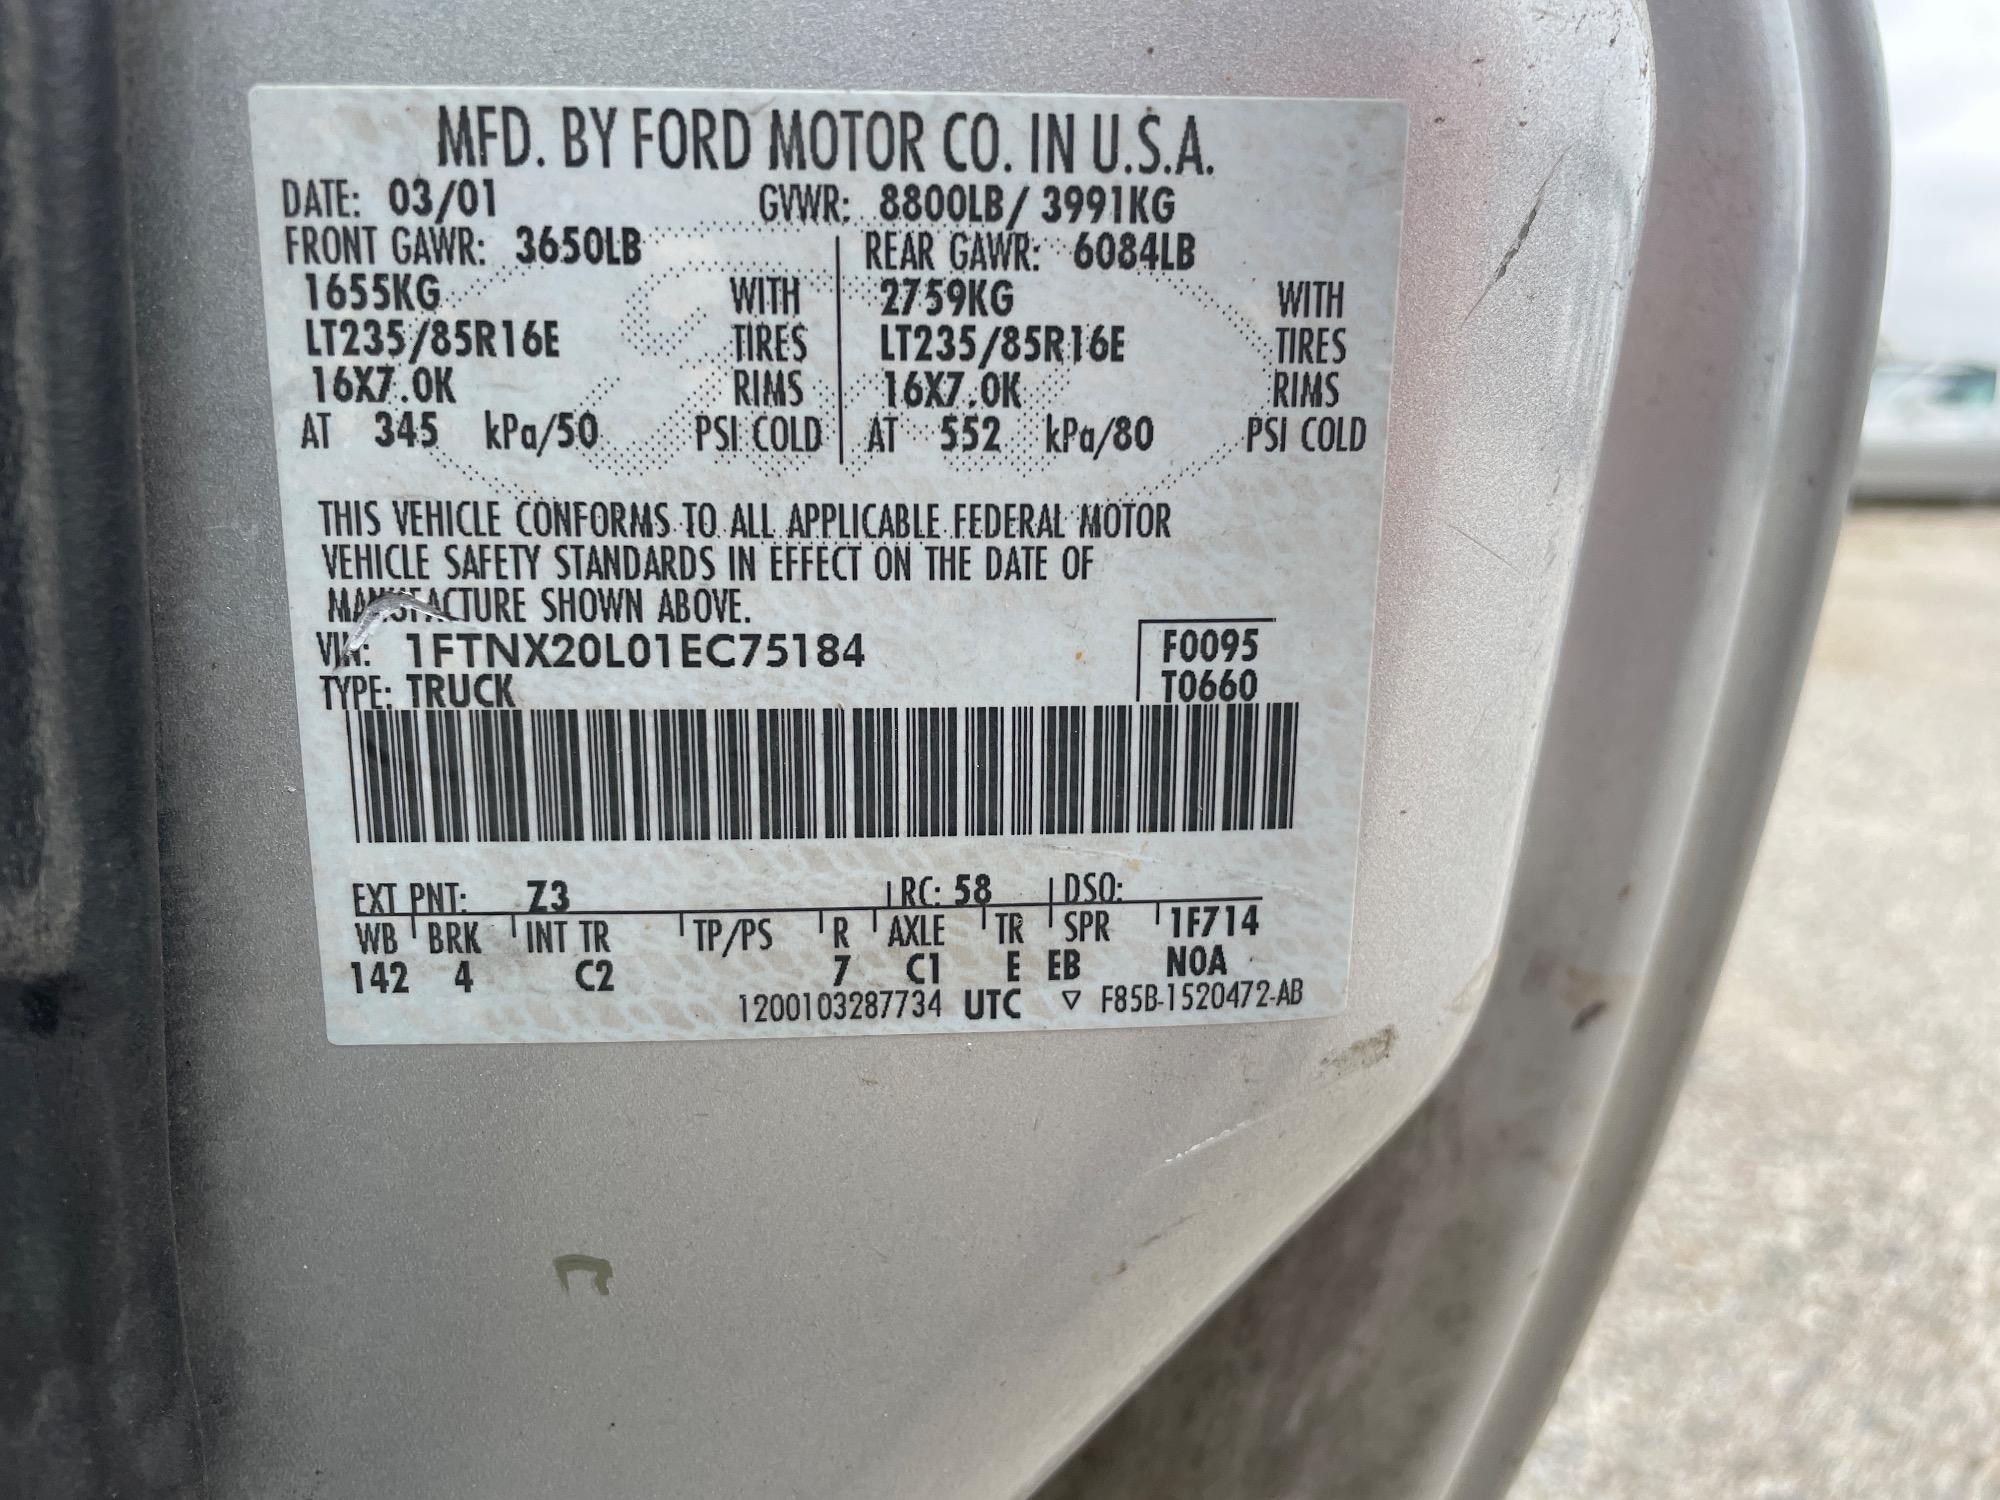 MFD. BY FORD MOTOR CO. IN U.S.A.
DATE: 03/01 GVWR: 8800LB/ 3991KG
FRONT GAWR: 3650LB REAR GAWR: 6084LB
1655KG WITH 2759KG WITH
LT235/85R16E TIRES LT235/85R16E TIRES
16X7.0K RIMS 16X7.0K RIMS
AT 345 kPa/50 PSI COLD AT 552 kPa/80 PSI COLD
THIS VEHICLE CONFORMS TO ALL APPLICABLE FEDERAL MOTOR
VEHICLE SAFETY STANDARDS IN EFFECT ON THE DATE OF
MANUFACTURE SHOWN ABOVE.
VIN: 1FTNX20L01EC75184 F0095
TYPE: TRUCK T0660
EXT PNT: Z3 RC: 58 DSO:
WB BRK INT TR TP/PS R AXLE TR SPR 1F714
142 4 C2 7 C1 E EB NOA
1200103287734 UTC ▽ F85B-1520472-AB